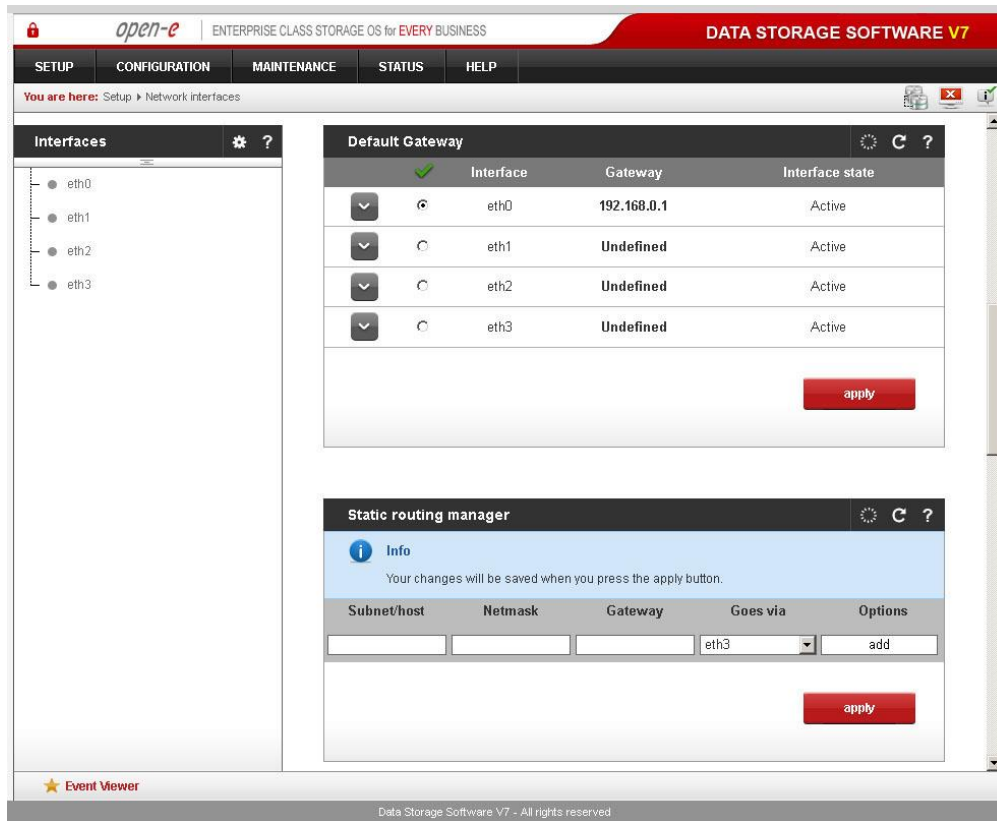 open-e ENTERPRISE CLASS STORAGE OS for EVERY BUSINESS DATA STORAGE SOFTWARE V7
SETUP CONFIGURATION MAINTENANCE STATUS HELP
You are here: Setup ▸ Network interfaces
Interfaces ?
eth0
eth1
eth2
eth3
Default Gateway ?
Interface Gateway Interface state
eth0 192.168.0.1 Active
eth1 Undefined Active
eth2 Undefined Active
eth3 Undefined Active
apply
Static routing manager ?
i Info
Your changes will be saved when you press the apply button.
Subnet/host Netmask Gateway Goes via Options
eth3 add
apply
Event Viewer
Data Storage Software V7 - All rights reserved